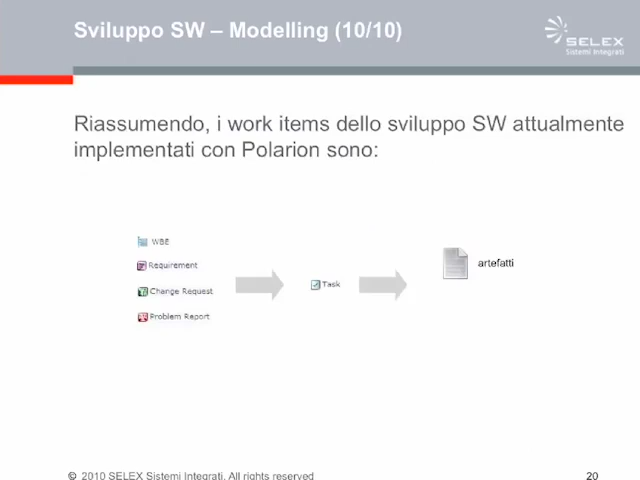 Sviluppo SW – Modelling (10/10)
SELEX
Sistemi Integrati
Riassumendo, i work items dello sviluppo SW attualmente
implementati con Polarion sono:
WBE
Requirement
Change Request
Problem Report
Task
artefatti
© 2010 SELEX Sistemi Integrati. All rights reserved
20